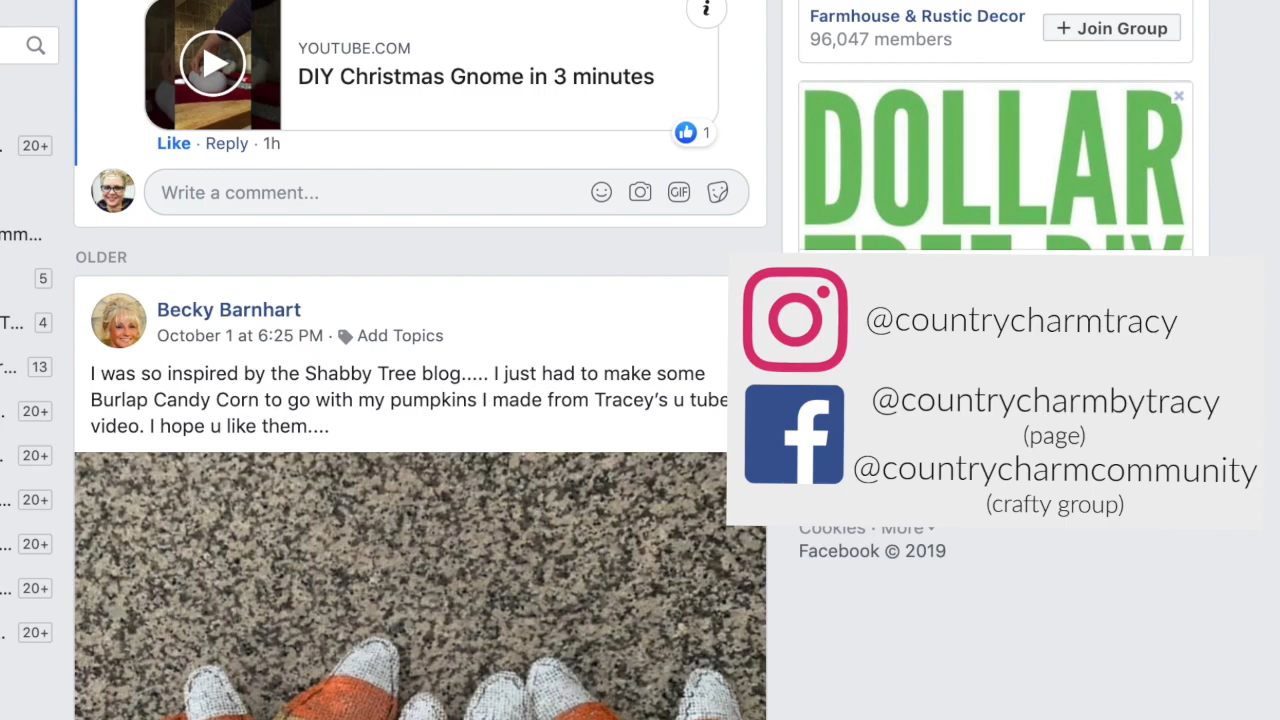 YOUTUBE.COM
DIY Christmas Gnome in 3 minutes
i
Like · Reply · 1h
1
Write a comment...
GIF
OLDER
Becky Barnhart
October 1 at 6:25 PM · Add Topics
I was so inspired by the Shabby Tree blog..... I just had to make some
Burlap Candy Corn to go with my pumpkins I made from Tracey's u tube
video. I hope u like them....
20+
mm...
5
T... 4
r... 13
20+
20+
... 20+
... 20+
... 20+
20+
Farmhouse & Rustic Decor
96,047 members
+ Join Group
DOLLAR
TREE DIY
@countrycharmtracy
@countrycharmbytracy
(page)
@countrycharmcommunity
(crafty group)
Cookies · More
Facebook © 2019